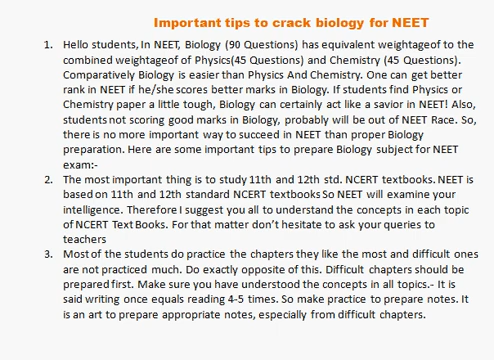 Important tips to crack biology for NEET
1. Hello students, In NEET, Biology (90 Questions) has equivalent weightageof to the
combined weightageof of Physics(45 Questions) and Chemistry (45 Questions).
Comparatively Biology is easier than Physics And Chemistry. One can get better
rank in NEET if he/she scores better marks in Biology. If students find Physics or
Chemistry paper a little tough, Biology can certainly act like a savior in NEET! Also,
students not scoring good marks in Biology, probably will be out of NEET Race. So,
there is no more important way to succeed in NEET than proper Biology
preparation. Here are some important tips to prepare Biology subject for NEET
exam:-
2. The most important thing is to study 11th and 12th std. NCERT textbooks. NEET is
based on 11th and 12th standard NCERT textbooks So NEET will examine your
intelligence. Therefore I suggest you all to understand the concepts in each topic
of NCERT Text Books. For that matter don't hesitate to ask your queries to
teachers
3. Most of the students do practice the chapters they like the most and difficult ones
are not practiced much. Do exactly opposite of this. Difficult chapters should be
prepared first. Make sure you have understood the concepts in all topics.- It is
said writing once equals reading 4-5 times. So make practice to prepare notes. It
is an art to prepare appropriate notes, especially from difficult chapters.